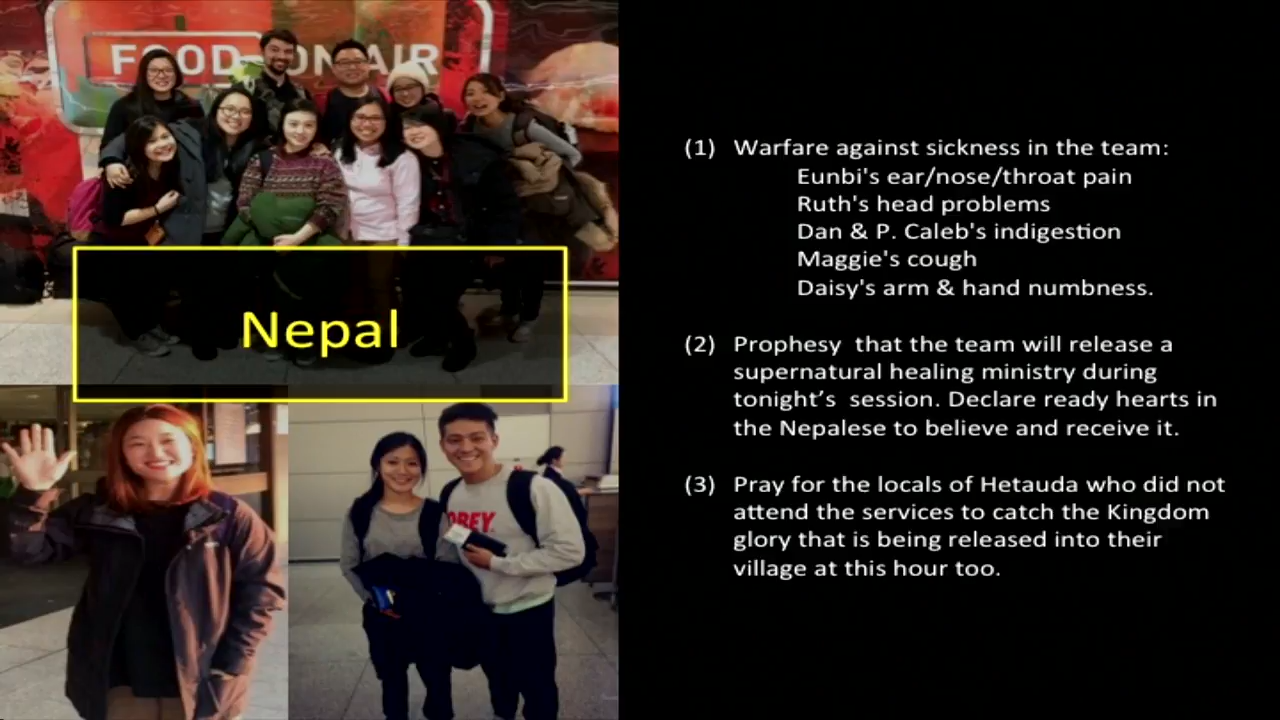 FOOD ON AIR
Nepal
OBEY
(1) Warfare against sickness in the team:
Eunbi's ear/nose/throat pain
Ruth's head problems
Dan & P. Caleb's indigestion
Maggie's cough
Daisy's arm & hand numbness.
(2) Prophesy  that the team will release a
supernatural healing ministry during
tonight’s  session. Declare ready hearts in
the Nepalese to believe and receive it.
(3) Pray for the locals of Hetauda who did not
attend the services to catch the Kingdom
glory that is being released into their
village at this hour too.